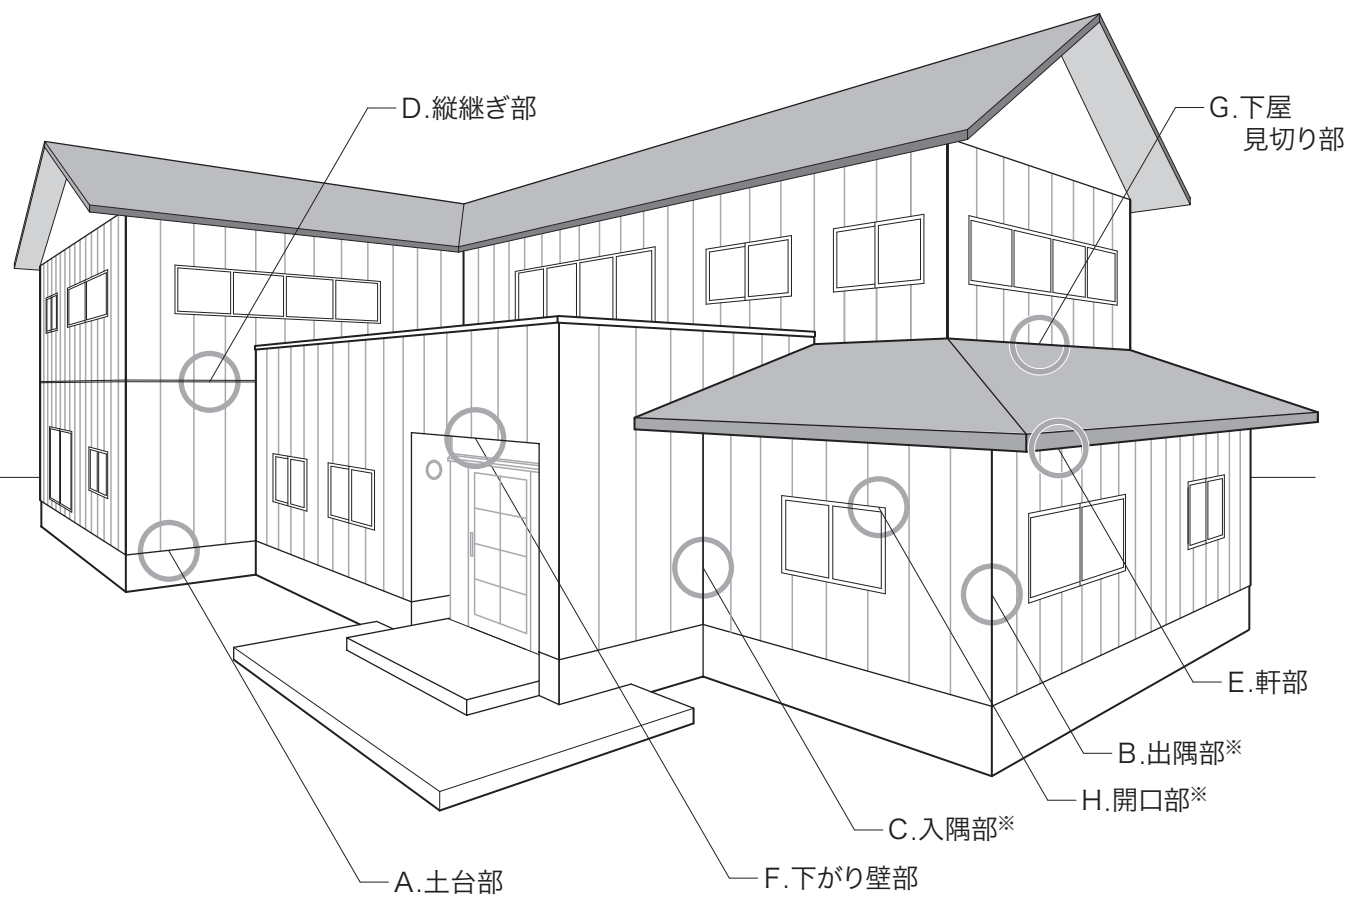 D.縦継ぎ部
G.下屋
見切り部
E.軒部
B.出隅部※
H.開口部※
C.入隅部※
F.下がり壁部
A.土台部